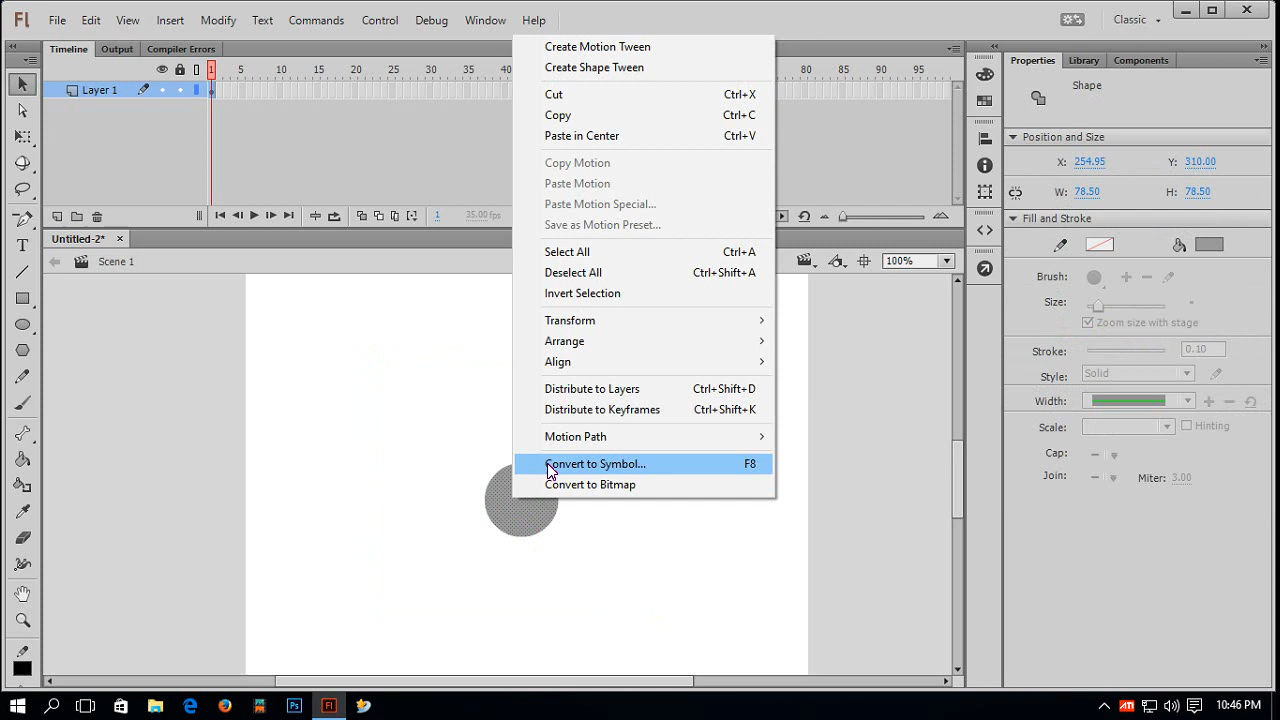 Fl File Edit View Insert Modify Text Commands Control Debug Window Help Classic
Timeline Output Compiler Errors
1 5 10 15 20 25 30 35 40 80 85 90 95
Layer 1
1 35.00 fps
Untitled-2*
Scene 1
100%
Create Motion Tween
Create Shape Tween
Cut Ctrl+X
Copy Ctrl+C
Paste in Center Ctrl+V
Copy Motion
Paste Motion
Paste Motion Special...
Save as Motion Preset...
Select All Ctrl+A
Deselect All Ctrl+Shift+A
Invert Selection
Transform
Arrange
Align
Distribute to Layers Ctrl+Shift+D
Distribute to Keyframes Ctrl+Shift+K
Motion Path
Convert to Symbol... F8
Convert to Bitmap
Properties Library Components
Shape
Position and Size
X: 254.95 Y: 310.00
W: 78.50 H: 78.50
Fill and Stroke
Brush:
Size:
Zoom size with stage
Stroke: 0.10
Style: Solid
Width:
Scale: Hinting
Cap:
Join: Miter: 3.00
Ps Fl ATI 10:46 PM